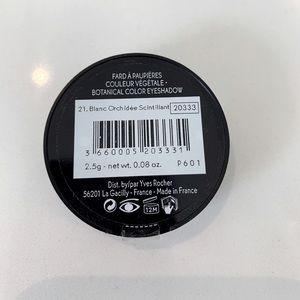 FARD À PAUPIÈRES
COULEUR VÉGÉTALE -
BOTANICAL COLOR EYESHADOW
21. Blanc Orchidée Scintillant 20333
3 660005 203331
2.5g - net wt. 0.08 oz. P601
Dist. by/par Yves Rocher
56201 La Gacilly - France - Made in France
12M